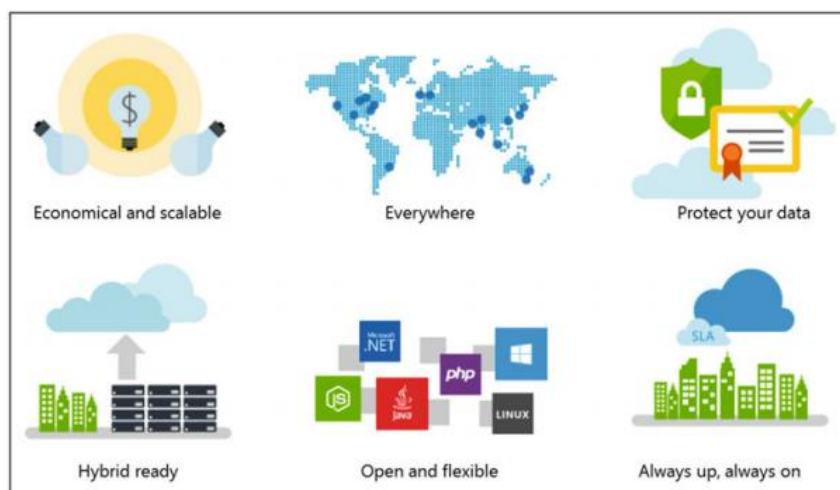 $
Economical and scalable
Everywhere
Protect your data
Microsoft
.NET
php
JS
Java
LINUX
SLA
Hybrid ready
Open and flexible
Always up, always on